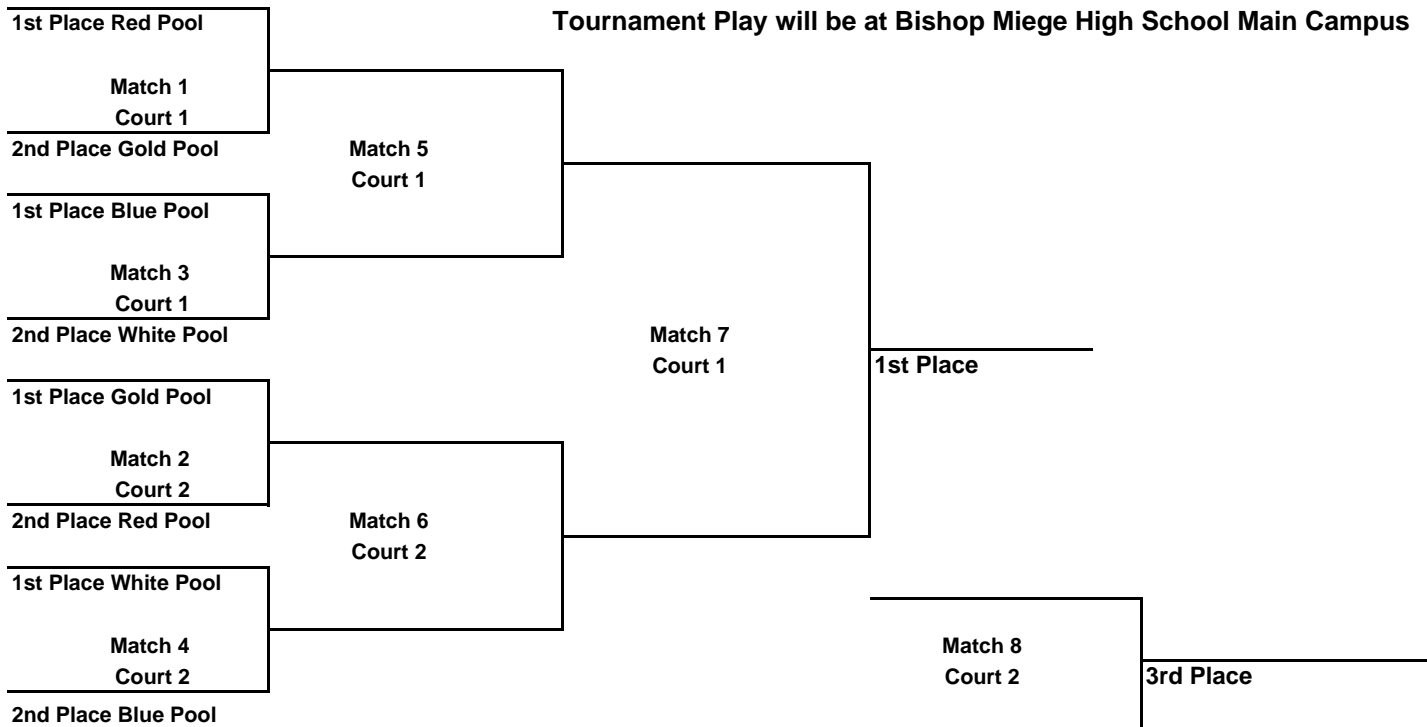 Tournament Play will be at Bishop Miege High School Main Campus
1st Place Red Pool
Match 1
Court 1
2nd Place Gold Pool
Match 5
Court 1
1st Place Blue Pool
Match 3
Court 1
2nd Place White Pool
Match 7
Court 1
1st Place
1st Place Gold Pool
Match 2
Court 2
2nd Place Red Pool
Match 6
Court 2
1st Place White Pool
Match 4
Court 2
2nd Place Blue Pool
Match 8
Court 2
3rd Place